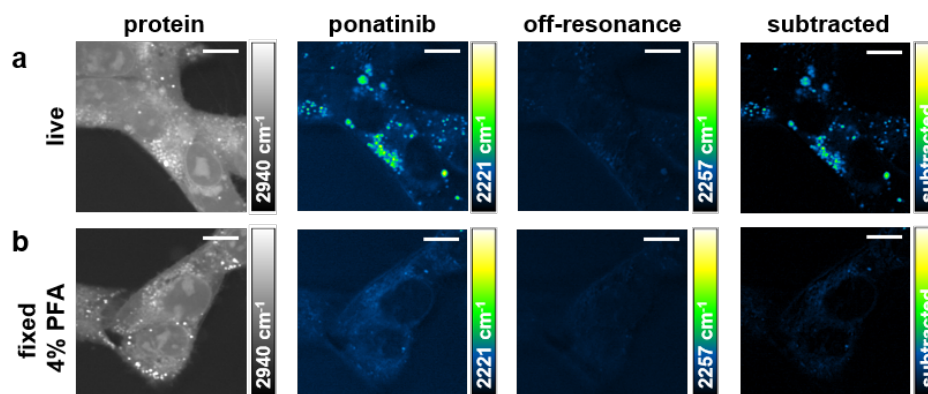 protein ponatinib off-resonance subtracted
a
live
2940 cm⁻¹
2221 cm⁻¹
2257 cm⁻¹
subtracted
b
fixed
4% PFA
2940 cm⁻¹
2221 cm⁻¹
2257 cm⁻¹
subtracted